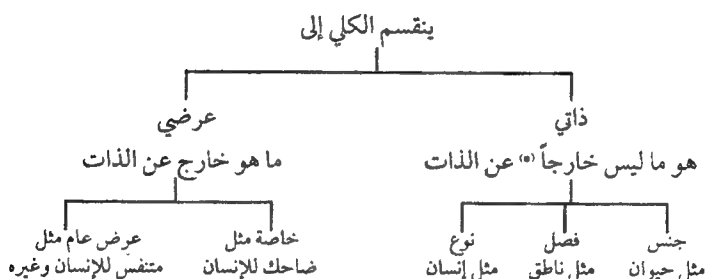 ينقسم الكلي إلى
ذاتي
عرضي
هو ما ليس خارجاً (*) عن الذات
ما هو خارج عن الذات
جنس
مثل حيوان
فصل
مثل ناطق
نوع
مثل إنسان
خاصة مثل
ضاحك للإنسان
عرض عام مثل
متنفس للإنسان وغيره